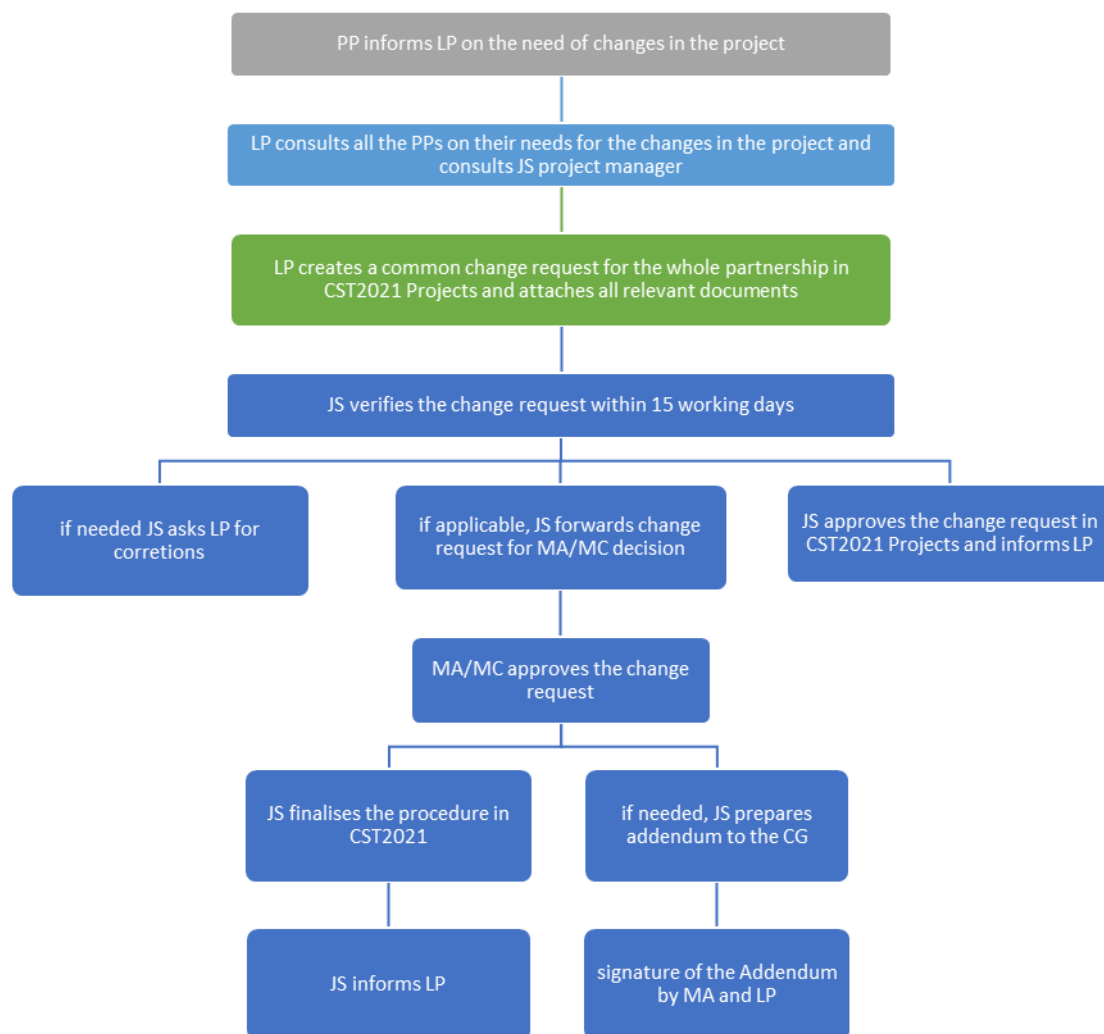 PP informs LP on the need of changes in the project
LP consults all the PPs on their needs for the changes in the project and
consults JS project manager
LP creates a common change request for the whole partnership in
CST2021 Projects and attaches all relevant documents
JS verifies the change request within 15 working days
if needed JS asks LP for
corretions
if applicable, JS forwards change
request for MA/MC decision
JS approves the change request in
CST2021 Projects and informs LP
MA/MC approves the change
request
JS finalises the procedure in
CST2021
if needed, JS prepares
addendum to the CG
JS informs LP
signature of the Addendum
by MA and LP